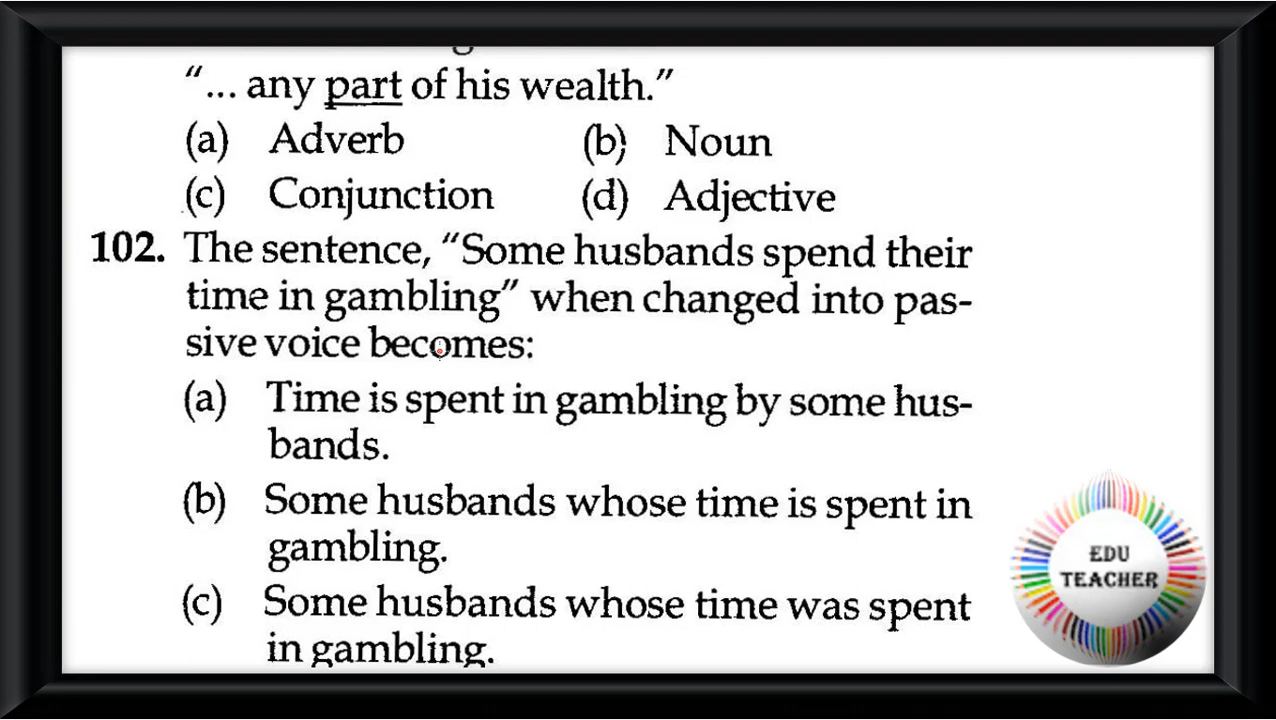 "... any part of his wealth."
(a) Adverb (b) Noun
(c) Conjunction (d) Adjective
102. The sentence, "Some husbands spend their
time in gambling" when changed into pas-
sive voice becomes:
(a) Time is spent in gambling by some hus-
bands.
(b) Some husbands whose time is spent in
gambling.
(c) Some husbands whose time was spent
in gambling.
EDU
TEACHER